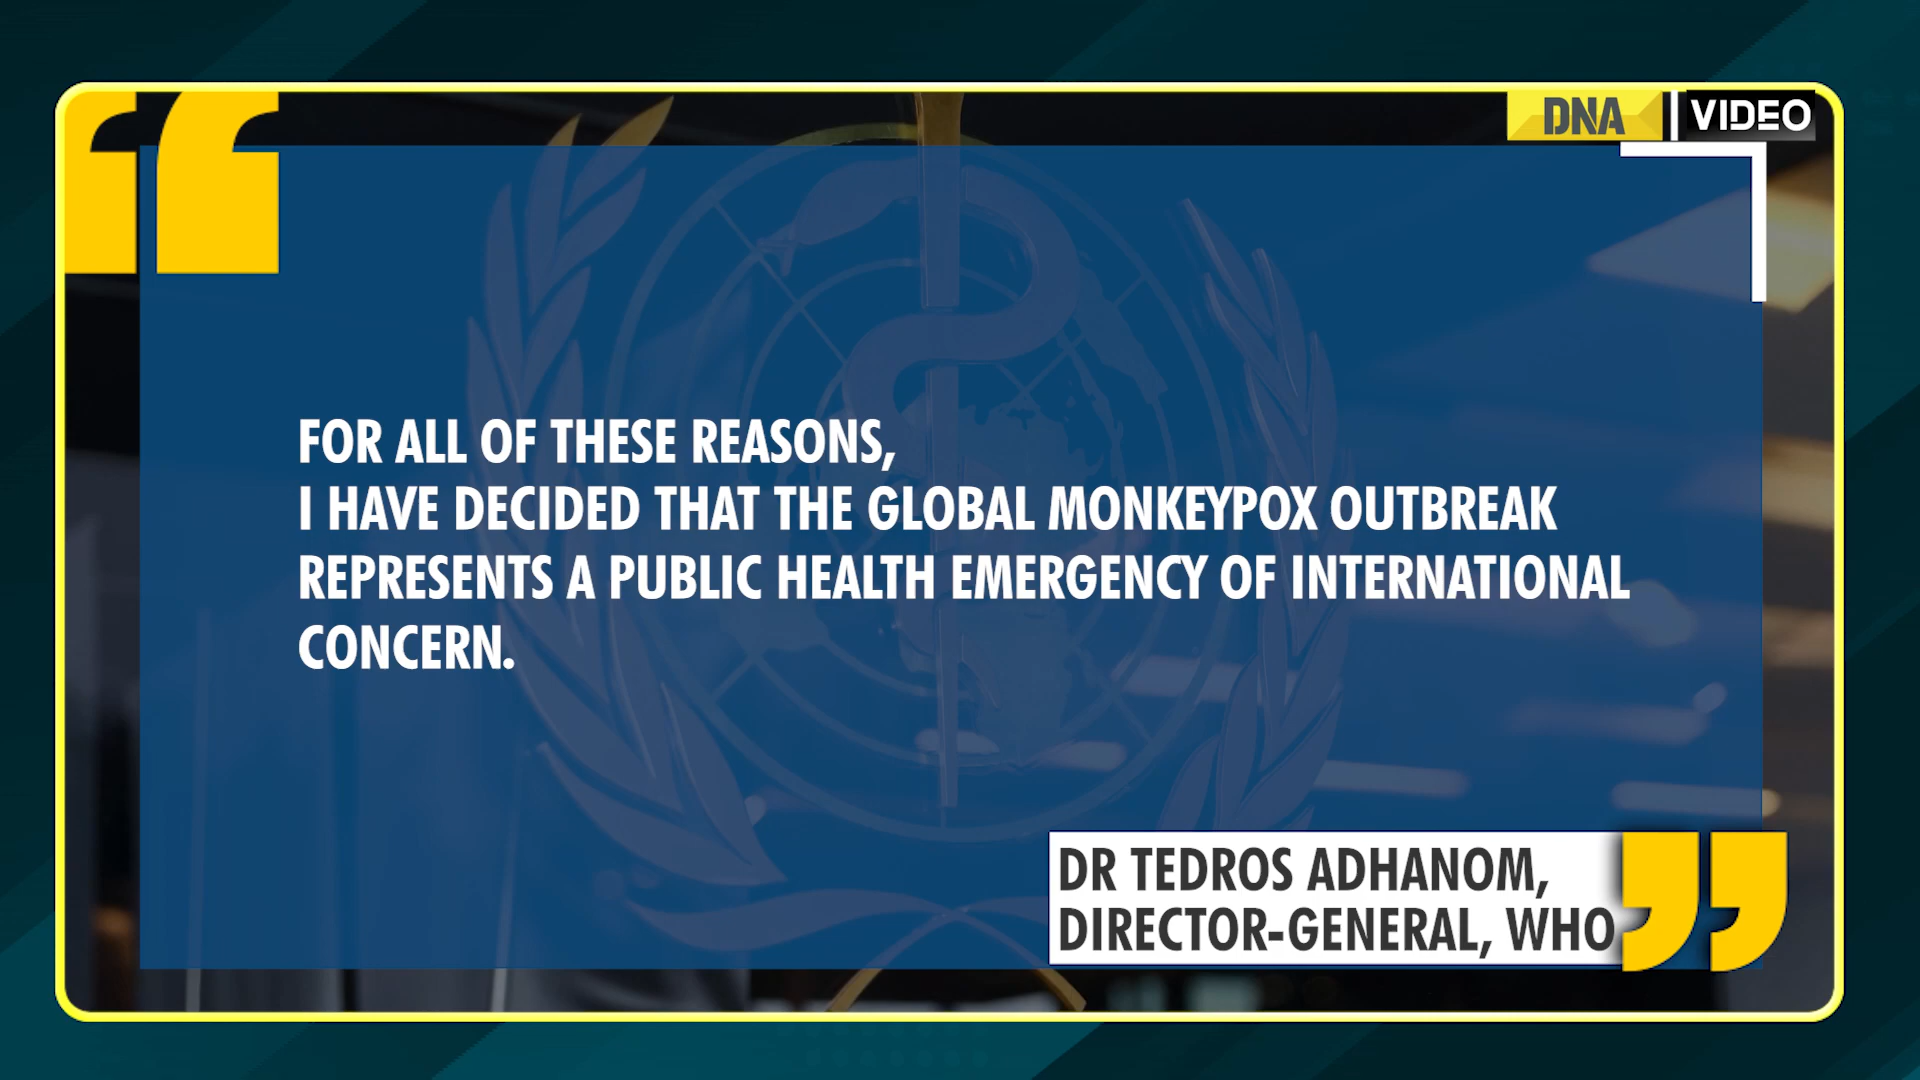 DNA VIDEO
FOR ALL OF THESE REASONS,
I HAVE DECIDED THAT THE GLOBAL MONKEYPOX OUTBREAK
REPRESENTS A PUBLIC HEALTH EMERGENCY OF INTERNATIONAL
CONCERN.
DR TEDROS ADHANOM,
DIRECTOR-GENERAL, WHO